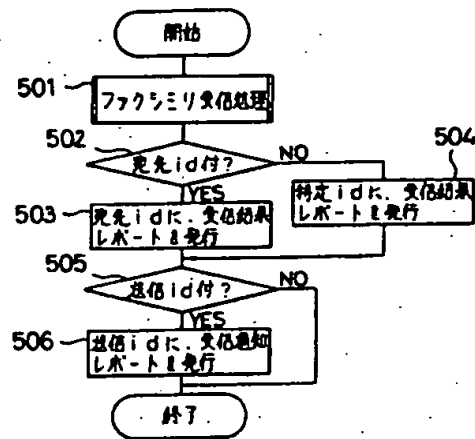 開始
501
ファクシミリ受信処理
502
宛先id付?
NO
504
YES
503
宛先idに、受信結果
レポートを発行
特定idに、受信結果
レポートを発行
505
送信id付?
NO
YES
506
送信idに、受信通知
レポートを発行
終了